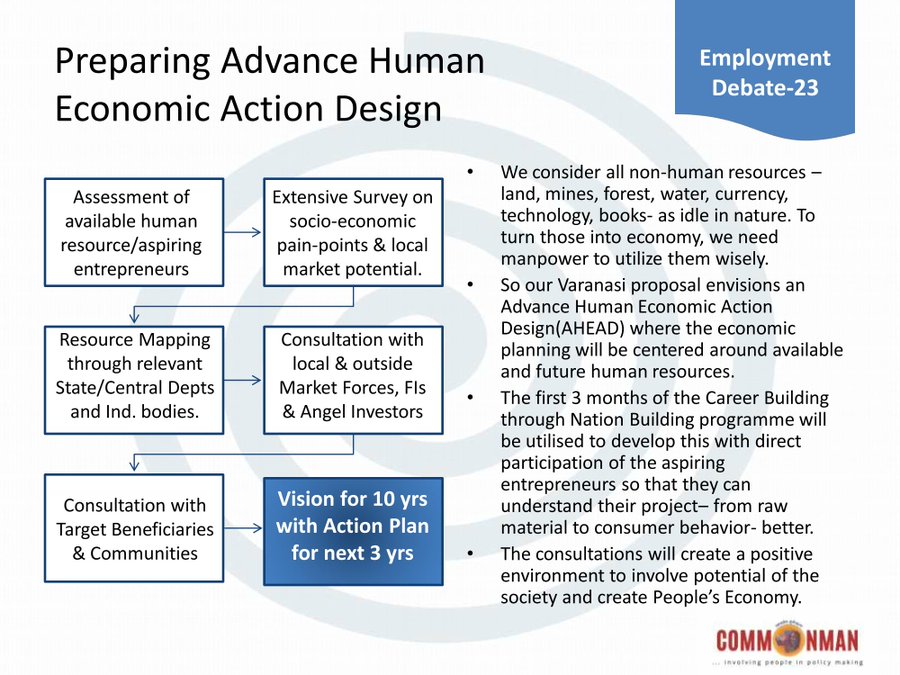 Preparing Advance Human
Economic Action Design
Employment
Debate-23
Assessment of
available human
resource/aspiring
entrepreneurs
Extensive Survey on
socio-economic
pain-points & local
market potential.
Resource Mapping
through relevant
State/Central Depts
and Ind. bodies.
Consultation with
local & outside
Market Forces, FIs
& Angel Investors
Consultation with
Target Beneficiaries
& Communities
Vision for 10 yrs
with Action Plan
for next 3 yrs
• We consider all non-human resources –
land, mines, forest, water, currency,
technology, books- as idle in nature. To
turn those into economy, we need
manpower to utilize them wisely.
• So our Varanasi proposal envisions an
Advance Human Economic Action
Design(AHEAD) where the economic
planning will be centered around available
and future human resources.
• The first 3 months of the Career Building
through Nation Building programme will
be utilised to develop this with direct
participation of the aspiring
entrepreneurs so that they can
understand their project– from raw
material to consumer behavior- better.
• The consultations will create a positive
environment to involve potential of the
society and create People's Economy.
COMMONMAN
... involving people in policy making